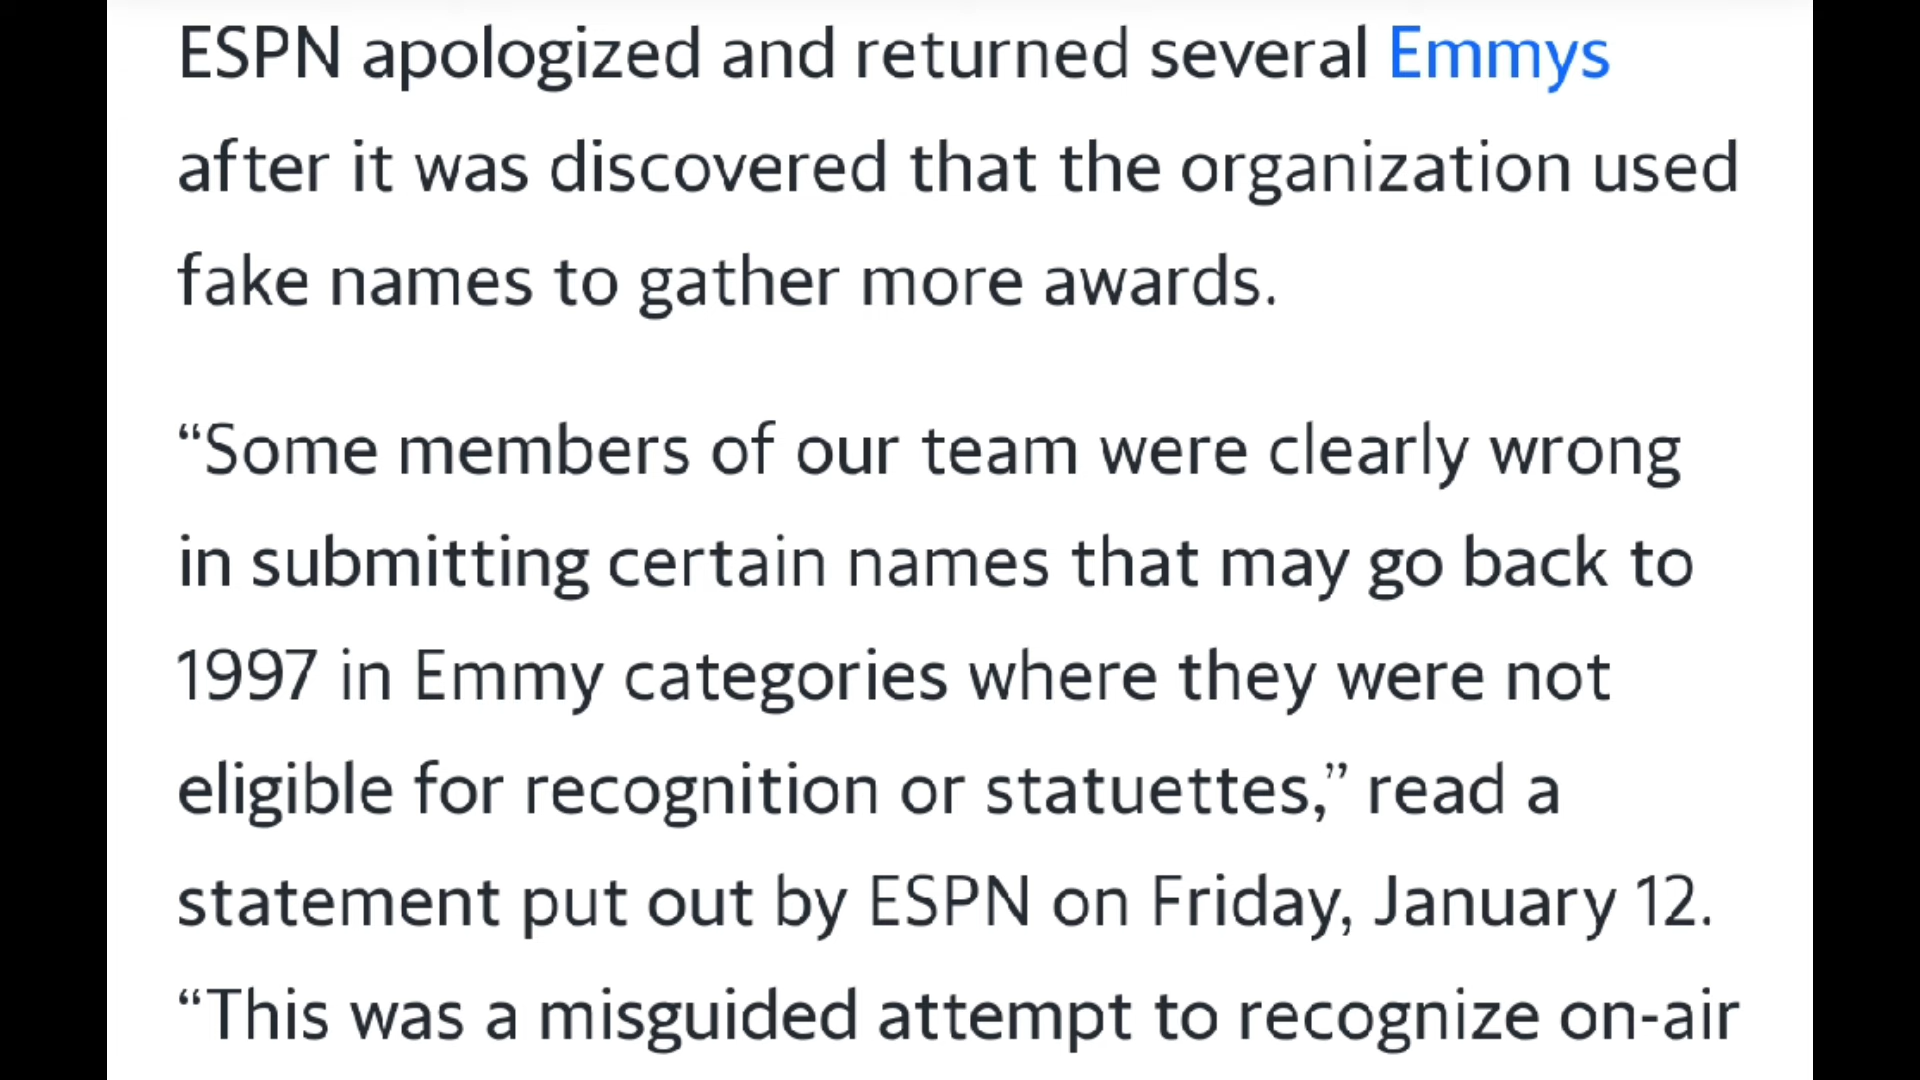 ESPN apologized and returned several Emmys
after it was discovered that the organization used
fake names to gather more awards.
“Some members of our team were clearly wrong
in submitting certain names that may go back to
1997 in Emmy categories where they were not
eligible for recognition or statuettes,” read a
statement put out by ESPN on Friday, January 12.
“This was a misguided attempt to recognize on-air